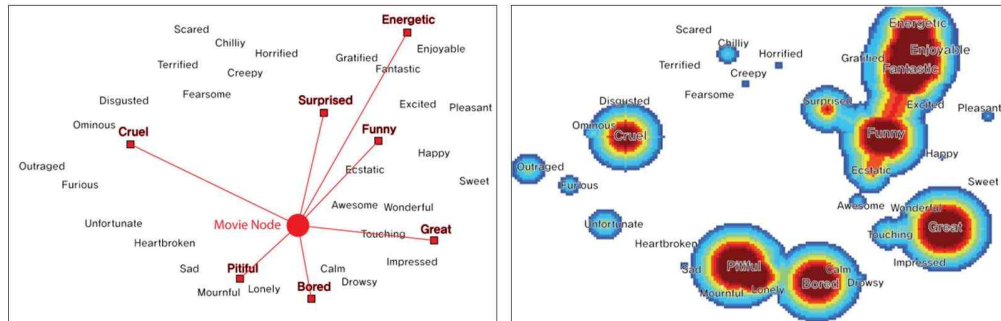 Energetic
Scared
Chilliy
Enjoyable
Horrified
Gratified
Terrified
Creepy
Fantastic
Fearsome
Disgusted
Surprised
Excited
Pleasant
Ominous
Cruel
Funny
Happy
Outraged
Ecstatic
Furious
Sweet
Awesome
Wonderful
Unfortunate
Movie Node
Touching
Great
Heartbroken
Impressed
Sad
Pitiful
Calm
Mournful
Lonely
Bored
Drowsy
Energetic
Scared
Chilliy
Enjoyable
Horrified
Gratified
Terrified
Creepy
Fantastic
Fearsome
Disgusted
Surprised
Excited
Pleasant
Ominous
Cruel
Funny
Happy
Outraged
Ecstatic
Furious
Sweet
Awesome
Wonderful
Unfortunate
Touching
Great
Heartbroken
Impressed
Sad
Pitiful
Calm
Mournful
Lonely
Bored
Drowsy